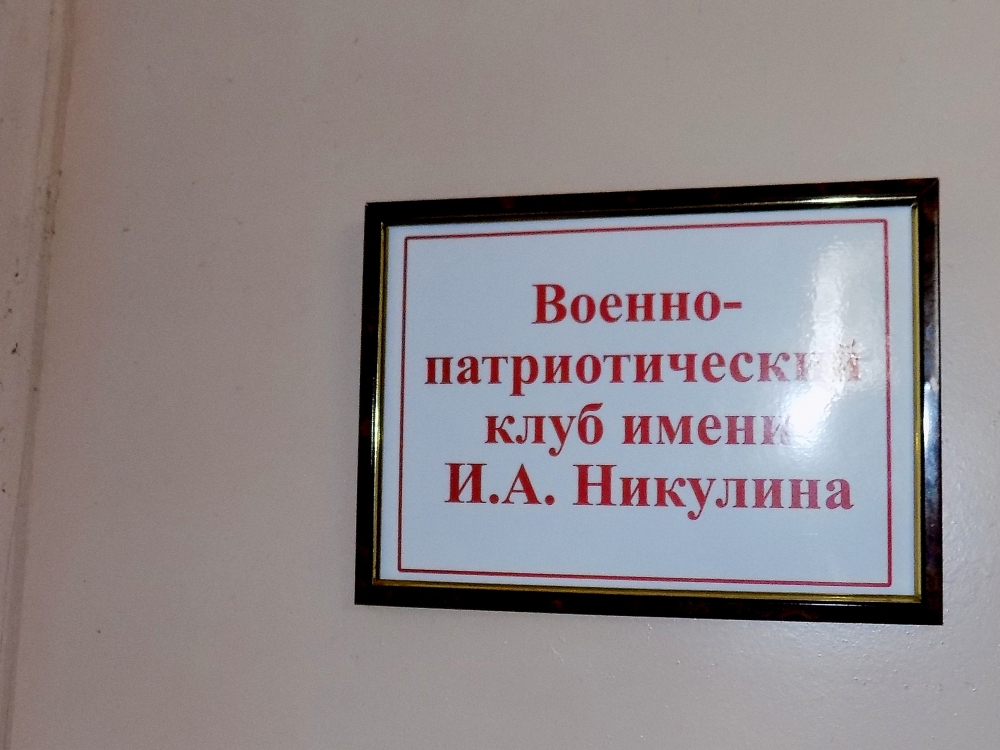 Военно-
патриотический
клуб имени
И.А. Никулина